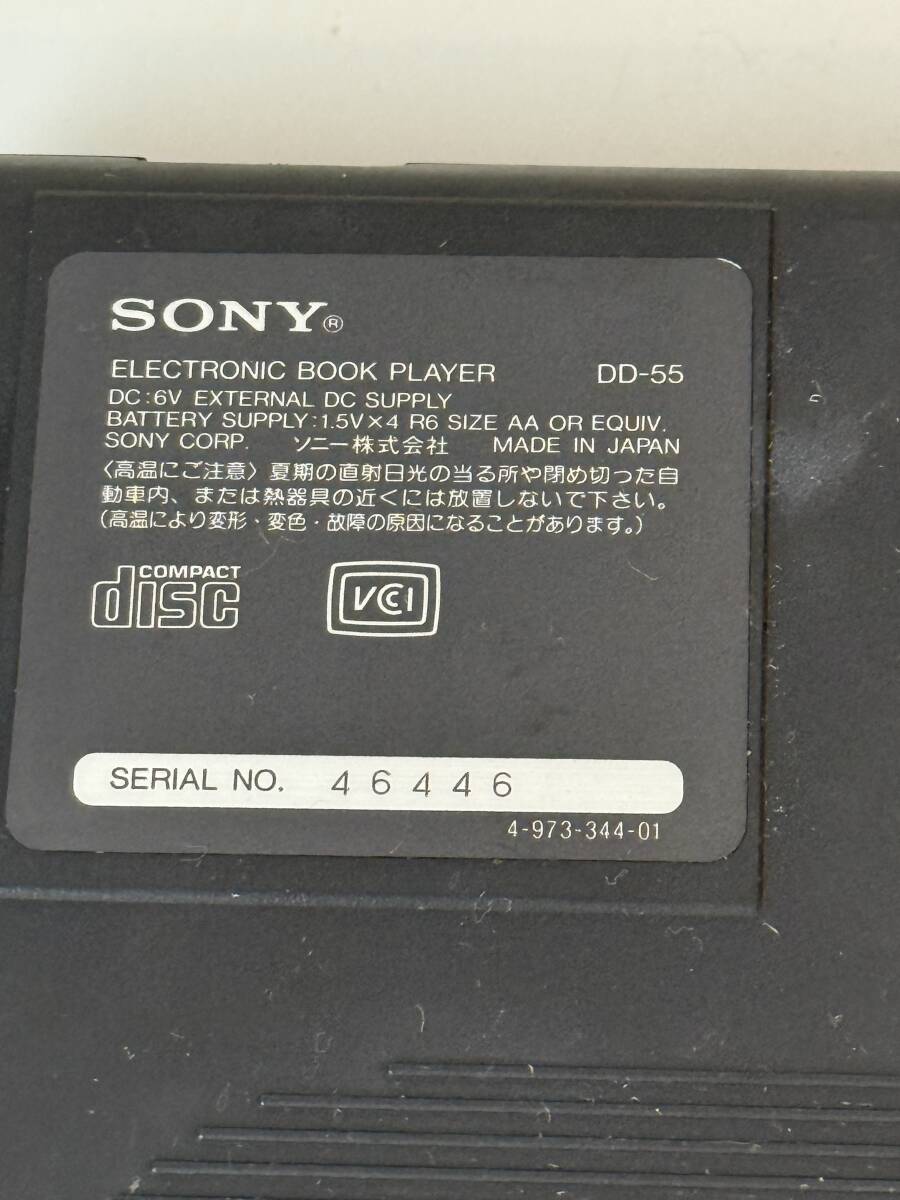 SONY®
ELECTRONIC BOOK PLAYER DD-55
DC:6V EXTERNAL DC SUPPLY
BATTERY SUPPLY:1.5V×4 R6 SIZE AA OR EQUIV.
SONY CORP. ソニー株式会社 MADE IN JAPAN
〈高温にご注意〉夏期の直射日光の当る所や閉め切った自
動車内、または熱器具の近くには放置しないで下さい。
(高温により変形・変色・故障の原因になることがあります。)
COMPACT
disc
VCCI
SERIAL NO. 46446
4-973-344-01